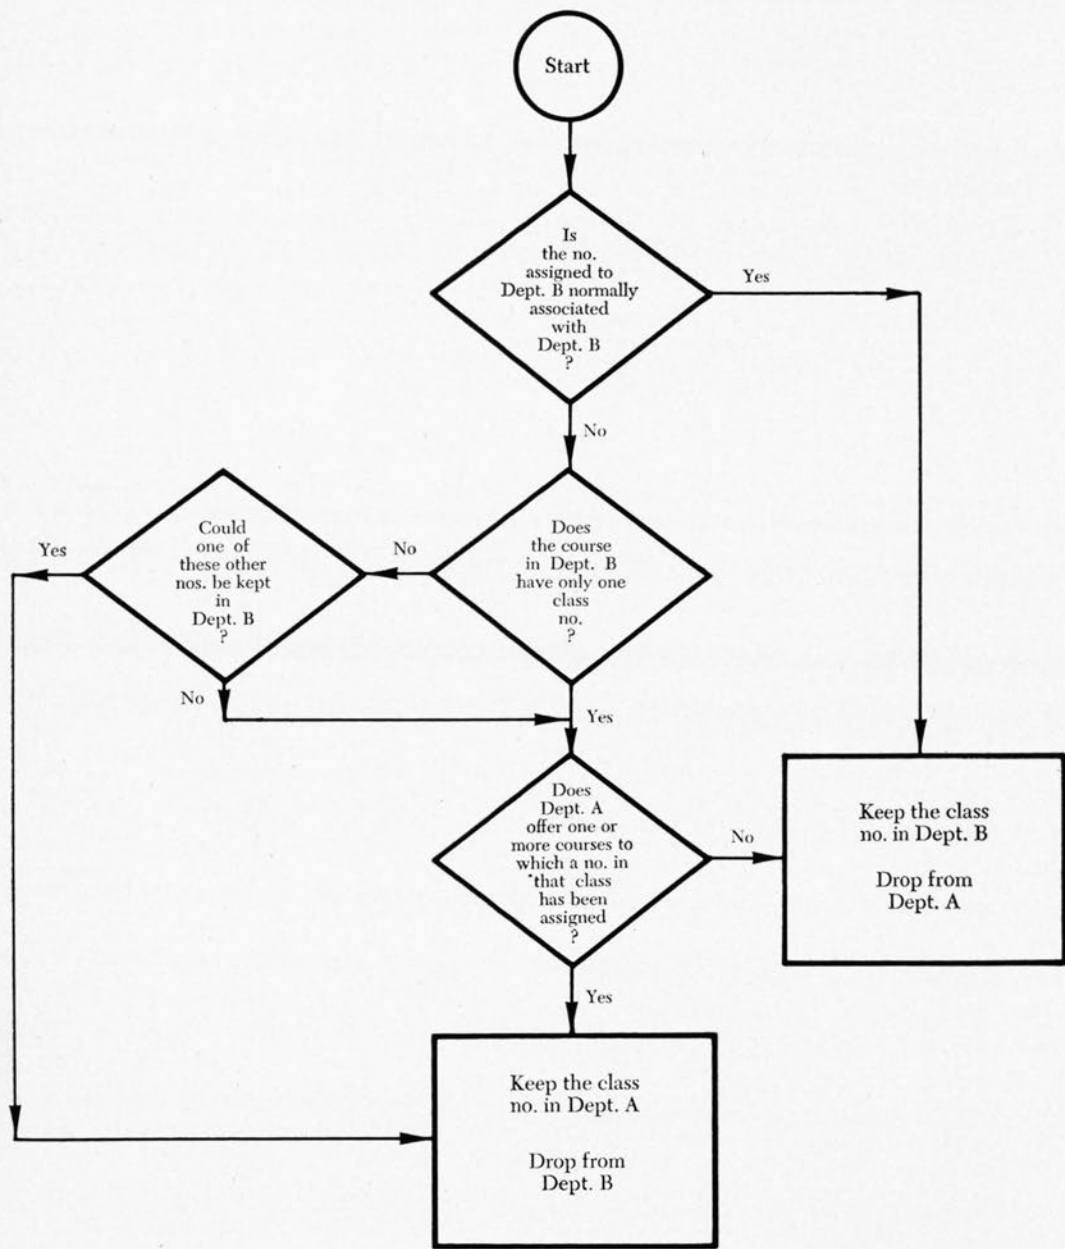 Start
Is
the no.
assigned to
Dept. B normally
associated
with
Dept. B
?
Yes
No
Does
the course
in Dept. B
have only one
class
no.
?
No
Could
one of
these other
nos. be kept
in
Dept. B
?
Yes
No
Yes
Does
Dept. A
offer one or
more courses to
which a no. in
that class
has been
assigned
?
No
Keep the class
no. in Dept. B
Drop from
Dept. A
Yes
Keep the class
no. in Dept. A
Drop from
Dept. B